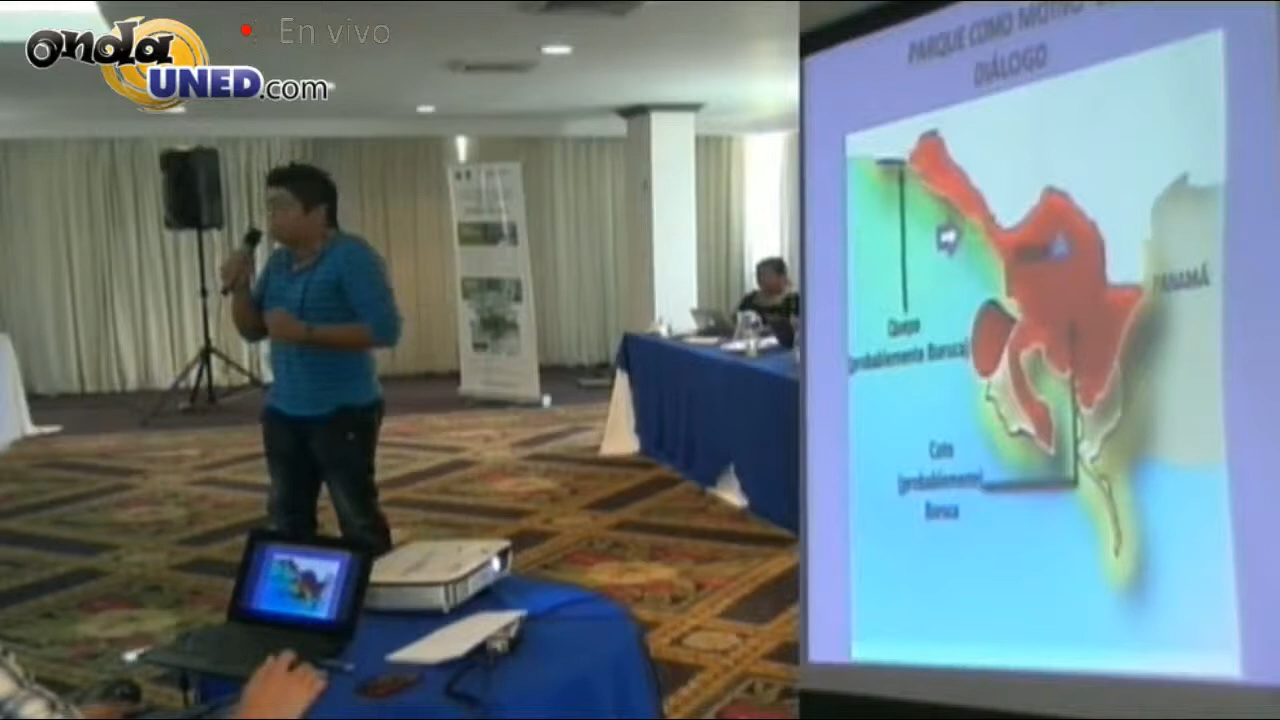 onda
UNED.com
En vivo
PARQUE COMO MOTIVO
DIÁLOGO
PANAMÁ
Quepo
(probablemente Boruca)
Coto
(probablemente)
Boruca